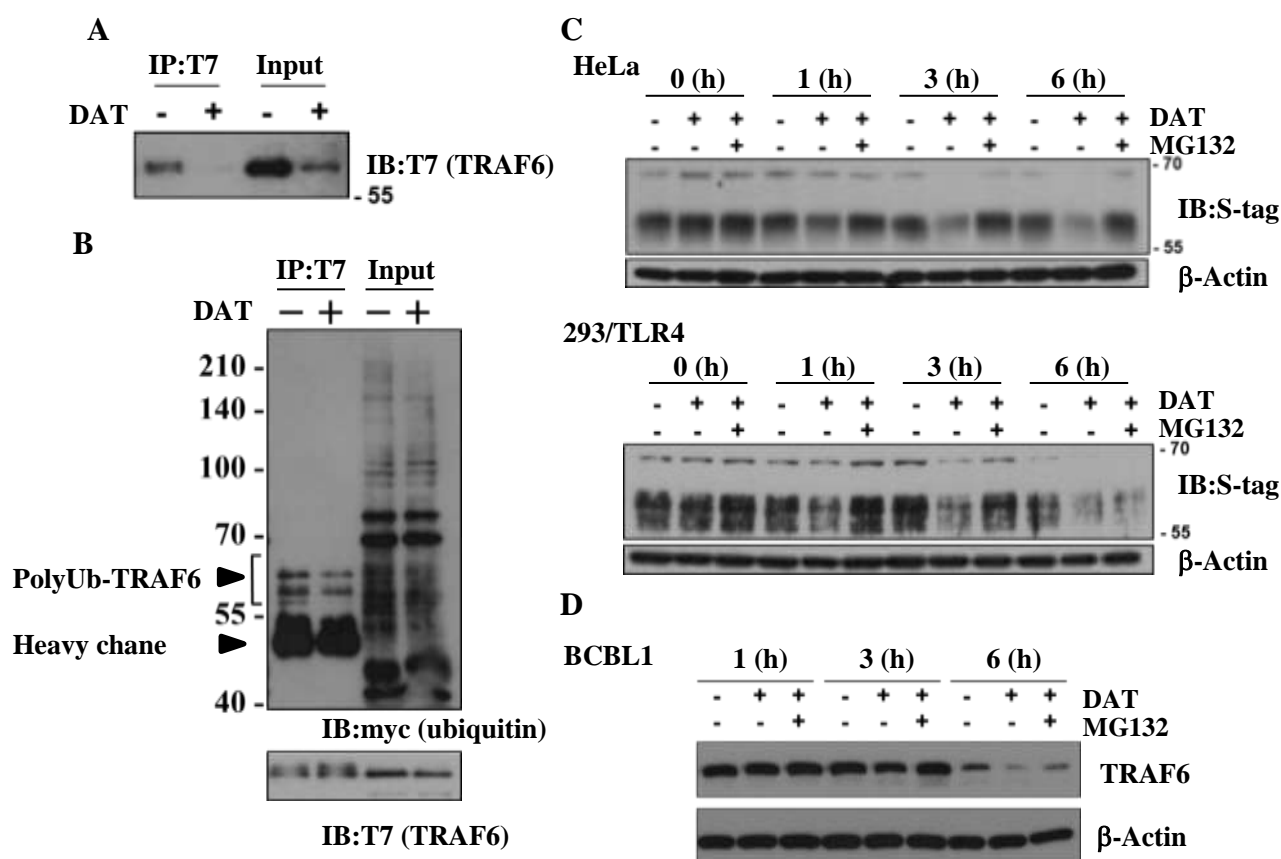 A
IP:T7 Input
DAT - + - +
IB:T7 (TRAF6)
- 55
B
IP:T7 Input
DAT — + — +
210 -
140 -
100 -
70 -
PolyUb-TRAF6
55 -
Heavy chane
40 -
IB:myc (ubiquitin)
IB:T7 (TRAF6)
C
HeLa
0 (h) 1 (h) 3 (h) 6 (h)
- + + - + + - + + - + + DAT
- - + - - + - - + - - + MG132
- 70
IB:S-tag
- 55
β-Actin
293/TLR4
0 (h) 1 (h) 3 (h) 6 (h)
- + + - + + - + + - + + DAT
- - + - - + - - + - - + MG132
- 70
IB:S-tag
- 55
β-Actin
D
BCBL1
1 (h) 3 (h) 6 (h)
- + + - + + - + + DAT
- - + - - + - - + MG132
TRAF6
β-Actin